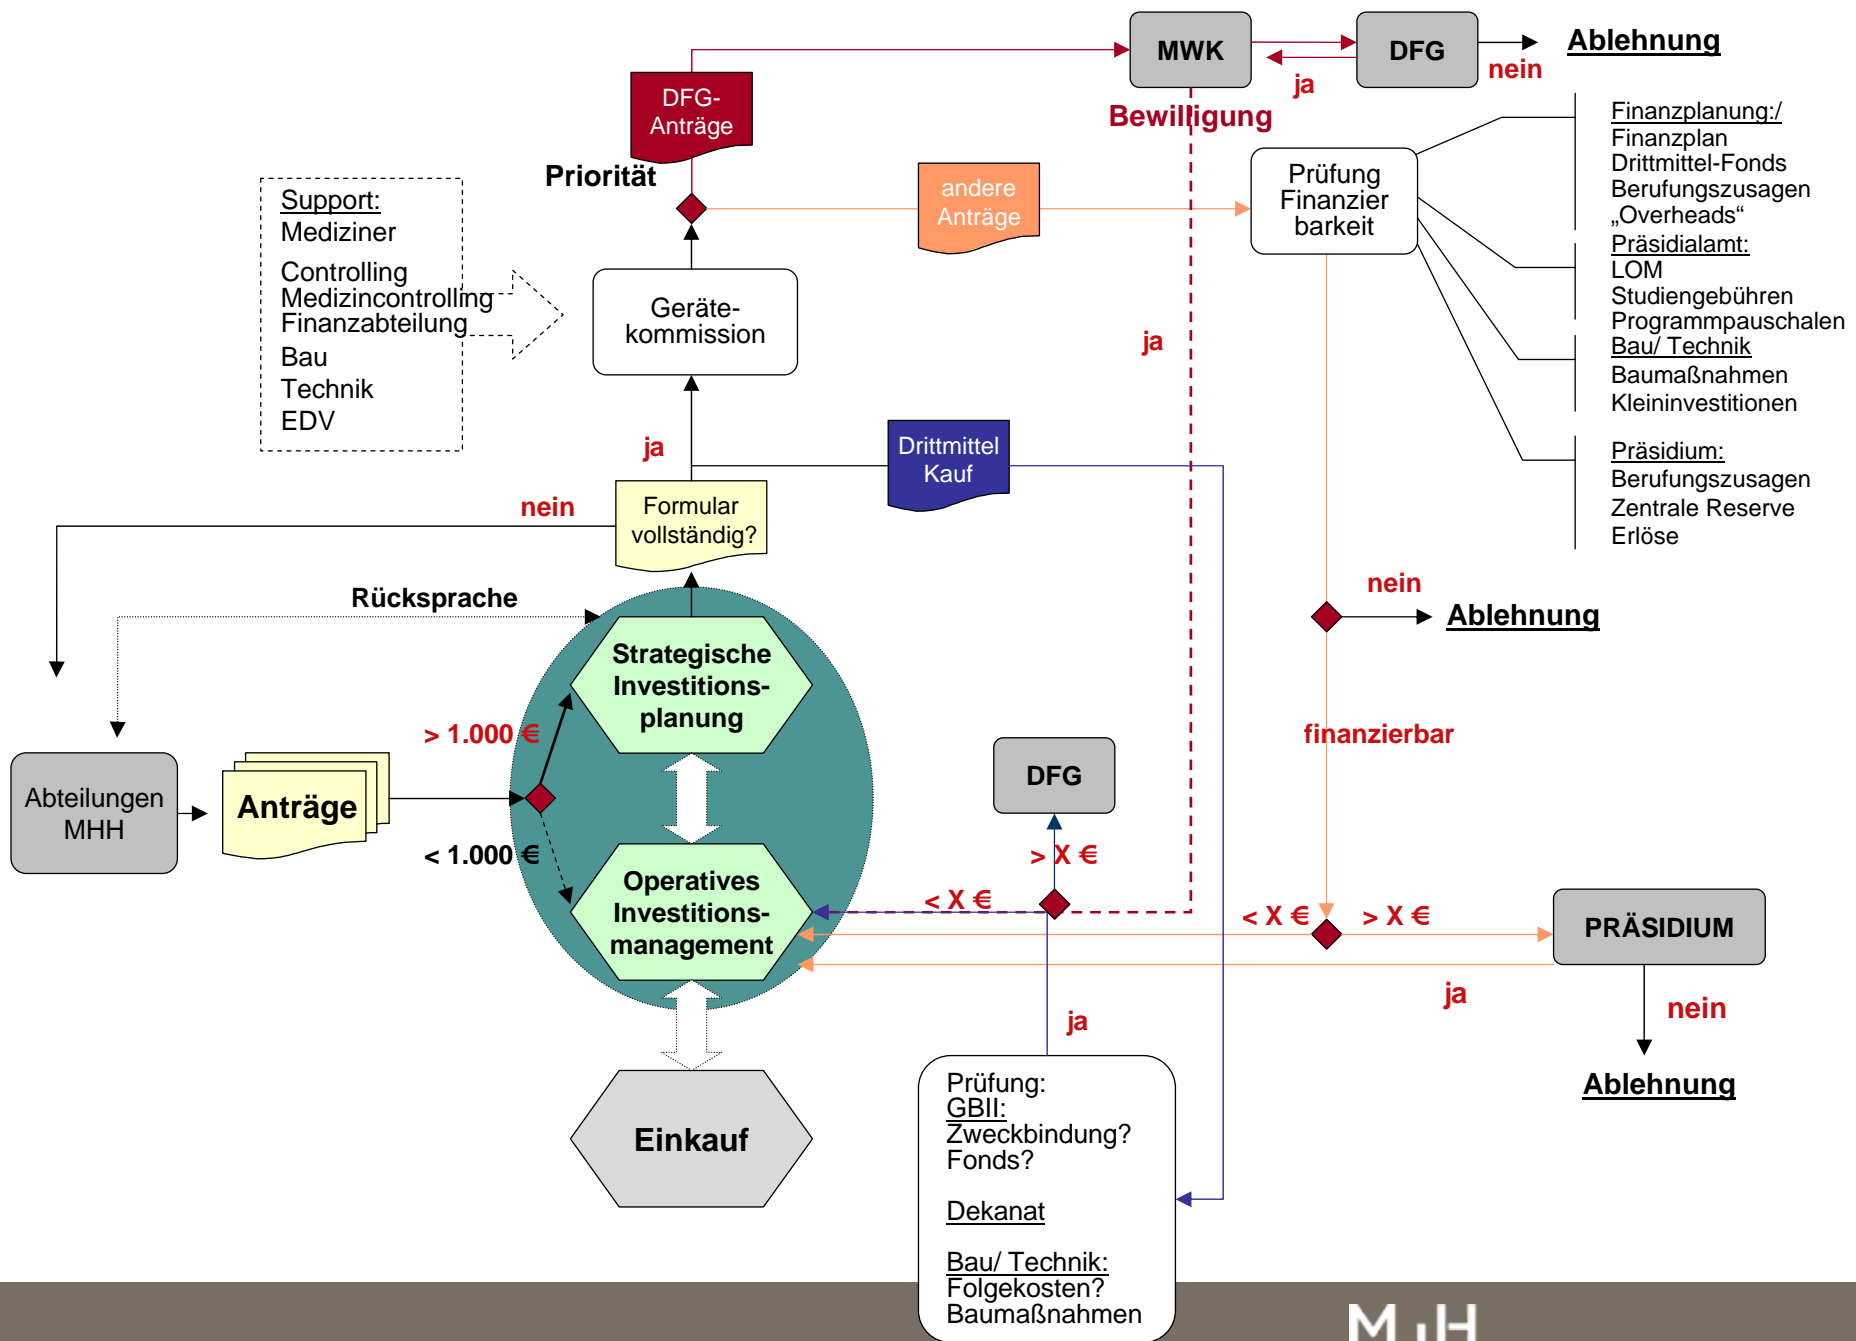 MWK
DFG
Ablehnung
nein
ja
DFG-
Anträge
Bewilligung
Priorität
andere
Anträge
Prüfung
Finanzier
barkeit
Finanzplanung:/
Finanzplan
Drittmittel-Fonds
Berufungszusagen
„Overheads“
Präsidialamt:
LOM
Studiengebühren
Programmpauschalen
Bau/ Technik
Baumaßnahmen
Kleininvestitionen
Präsidium:
Berufungszusagen
Zentrale Reserve
Erlöse
Support:
Mediziner
Controlling
Medizincontrolling
Finanzabteilung
Bau
Technik
EDV
Geräte-
kommission
ja
ja
Drittmittel
Kauf
nein
Formular
vollständig?
Rücksprache
nein
Ablehnung
Strategische
Investitions-
planung
> 1.000 €
finanzierbar
Abteilungen
MHH
Anträge
DFG
< 1.000 €
> X €
Operatives
Investitions-
management
< X €
< X €
> X €
PRÄSIDIUM
ja
nein
ja
Ablehnung
Einkauf
Prüfung:
GBII:
Zweckbindung?
Fonds?
Dekanat
Bau/ Technik:
Folgekosten?
Baumaßnahmen